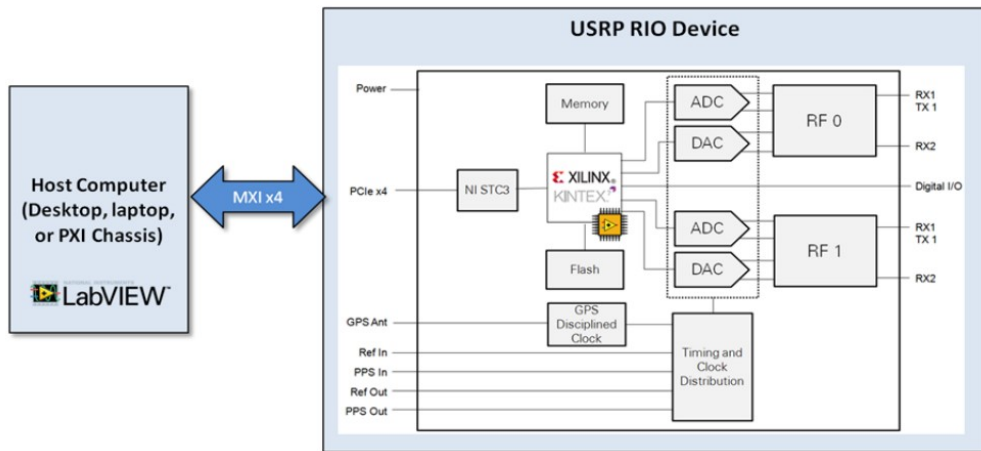 USRP RIO Device
Host Computer
(Desktop, laptop,
or PXI Chassis)
LabVIEW™
MXI x4
Power
PCIe x4
GPS Ant
Ref In
PPS In
Ref Out
PPS Out
Memory
NI STC3
XILINX®
KINTEX
Flash
GPS
Disciplined
Clock
ADC
DAC
RF 0
ADC
DAC
RF 1
Timing and
Clock
Distribution
RX1
TX 1
RX2
Digital I/O
RX1
TX 1
RX2